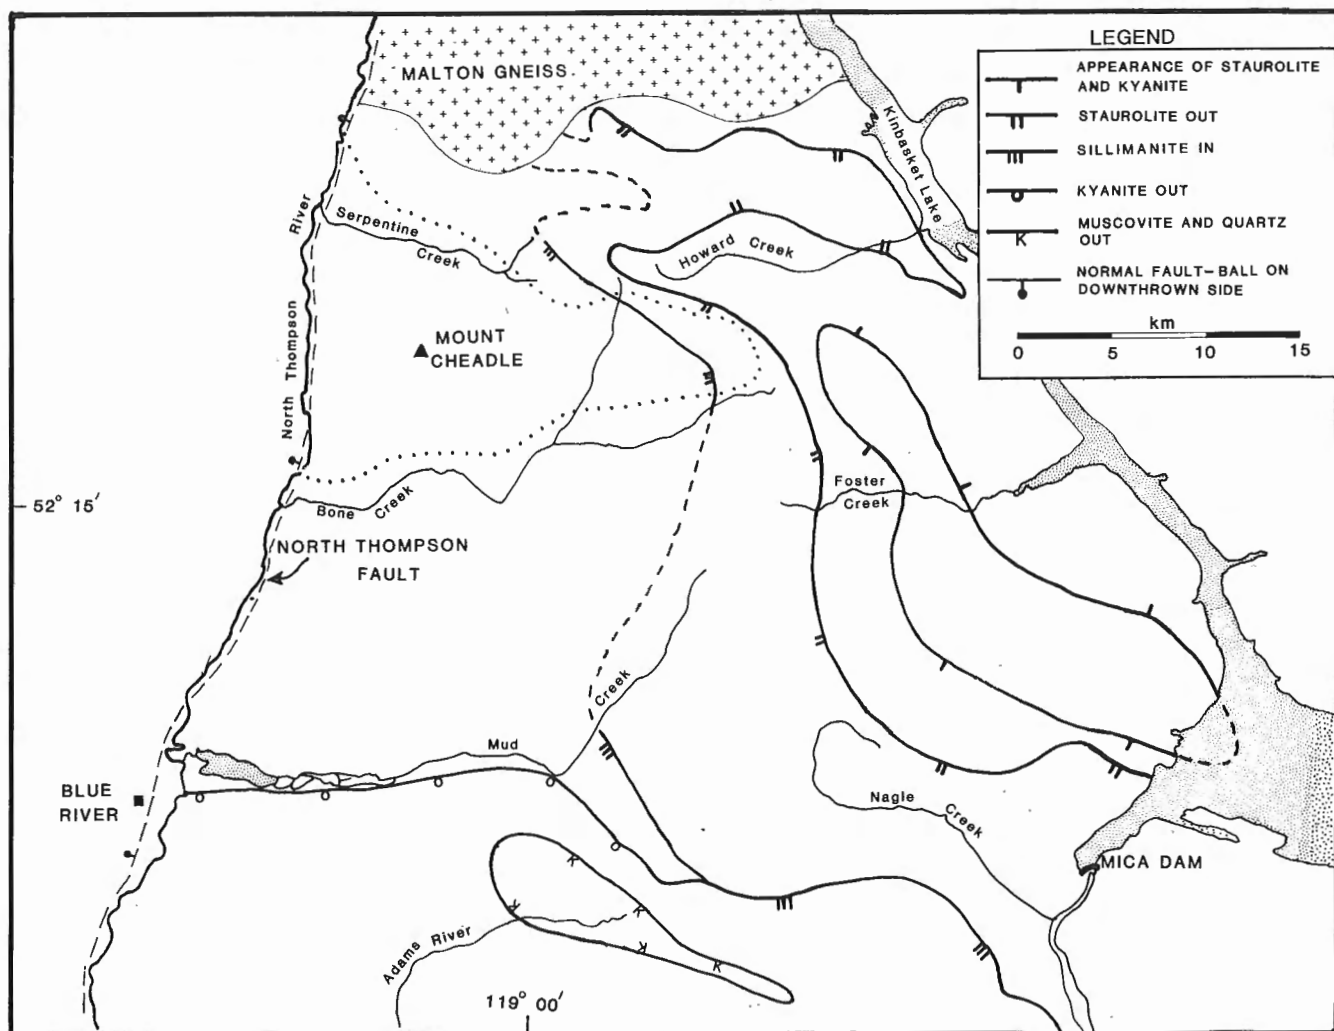 LEGEND
APPEARANCE OF STAUROLITE
AND KYANITE
STAUROLITE OUT
SILLIMANITE IN
KYANITE OUT
K
MUSCOVITE AND QUARTZ
OUT
NORMAL FAULT-BALL ON
DOWNTHROWN SIDE
km
0 5 10 15
MALTON GNEISS
Kinbasket Lake
River
Serpentine
Creek
Howard Creek
North Thompson
MOUNT
CHEADLE
52° 15'
Bone Creek
Foster
Creek
NORTH THOMPSON
FAULT
Creek
Mud
BLUE
RIVER
Nagle Creek
MICA DAM
K
K
K
K
K
Adams River
119° 00'